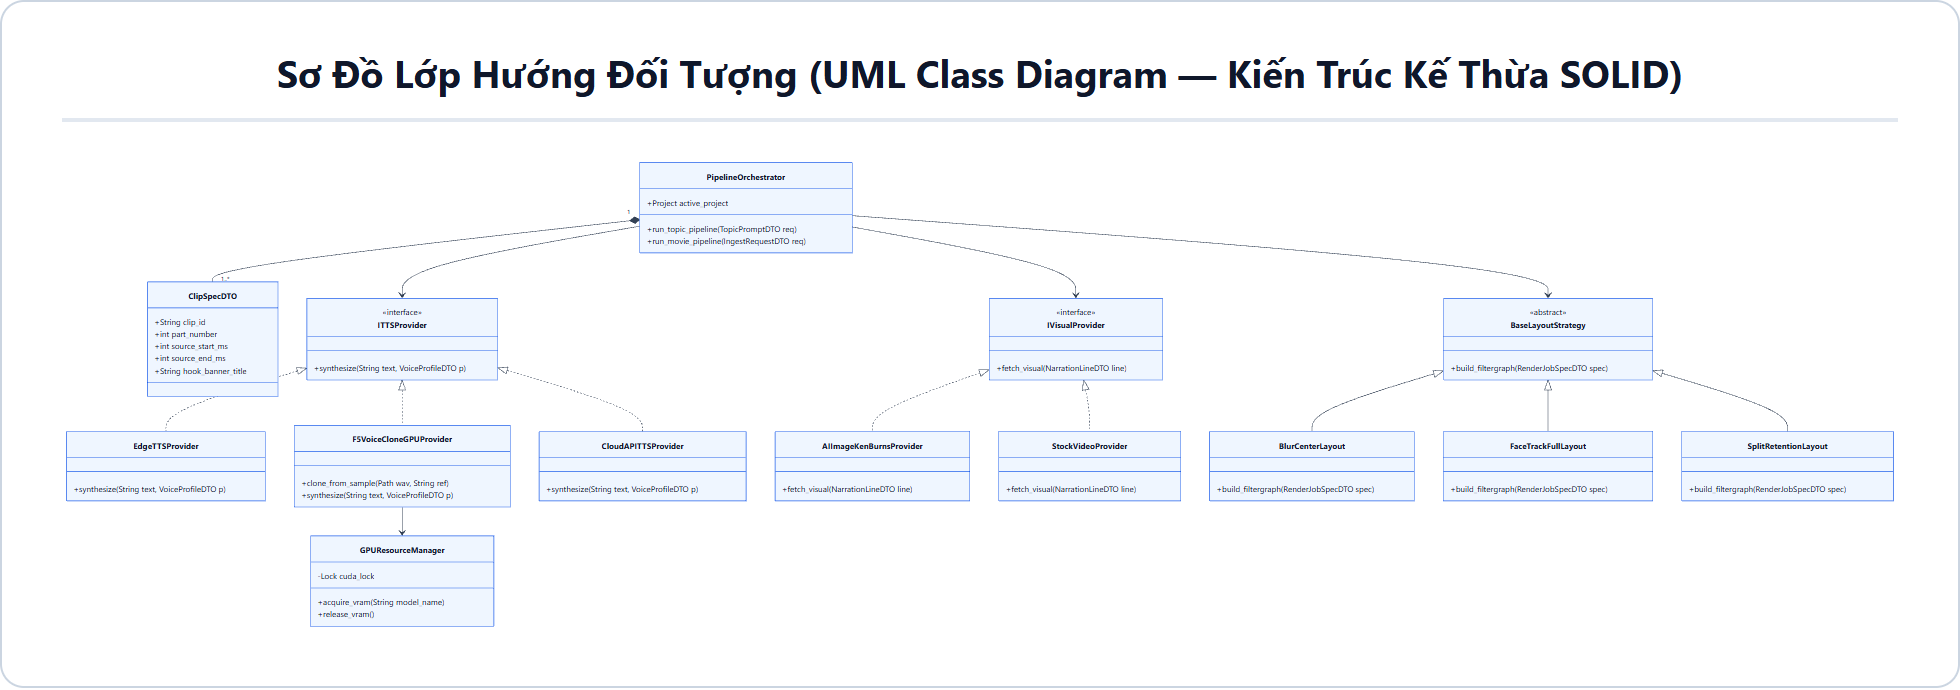 Sơ Đồ Lớp Hướng Đối Tượng (UML Class Diagram — Kiến Trúc Kế Thừa SOLID)
PipelineOrchestrator
+Project active_project
+run_topic_pipeline(TopicPromptDTO req)
+run_movie_pipeline(IngestRequestDTO req)
1
1..*
ClipSpecDTO
+String clip_id
+int part_number
+int source_start_ms
+int source_end_ms
+String hook_banner_title
«interface»
ITTSProvider
+synthesize(String text, VoiceProfileDTO p)
«interface»
IVisualProvider
+fetch_visual(NarrationLineDTO line)
«abstract»
BaseLayoutStrategy
+build_filtergraph(RenderJobSpecDTO spec)
EdgeTTSProvider
+synthesize(String text, VoiceProfileDTO p)
F5VoiceCloneGPUProvider
+clone_from_sample(Path wav, String ref)
+synthesize(String text, VoiceProfileDTO p)
CloudAPITTSProvider
+synthesize(String text, VoiceProfileDTO p)
AIImageKenBurnsProvider
+fetch_visual(NarrationLineDTO line)
StockVideoProvider
+fetch_visual(NarrationLineDTO line)
BlurCenterLayout
+build_filtergraph(RenderJobSpecDTO spec)
FaceTrackFullLayout
+build_filtergraph(RenderJobSpecDTO spec)
SplitRetentionLayout
+build_filtergraph(RenderJobSpecDTO spec)
GPUResourceManager
-Lock cuda_lock
+acquire_vram(String model_name)
+release_vram()